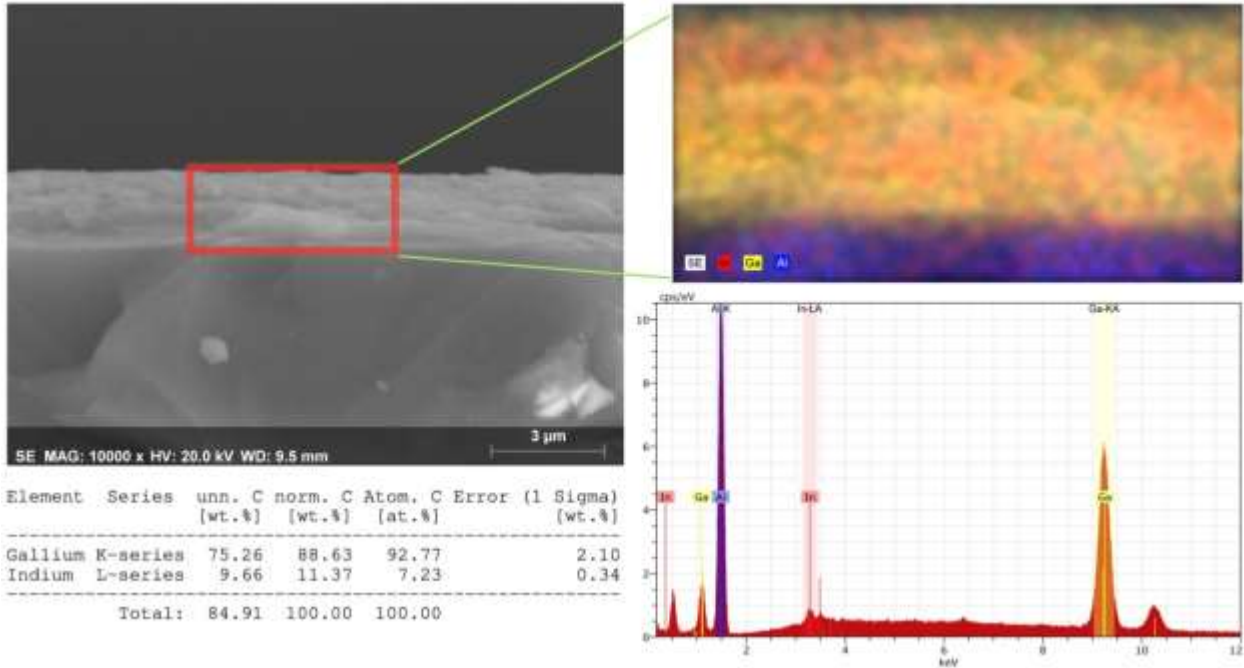 SE MAG: 10000 x HV: 20.0 kV WD: 9.5 mm
3 µm
Element Series unn. C norm. C Atom. C Error (1 Sigma)
[wt.%] [wt.%] [at.%] [wt.%]
Gallium K-series 75.26 88.63 92.77 2.10
Indium L-series 9.66 11.37 7.23 0.34
Total: 84.91 100.00 100.00
SE Ga Al
cps/eV
In-LA Ga-KA
10
8
6
4
2
0
In Ga Al In Ga
2 4 6 8 10 12
keV